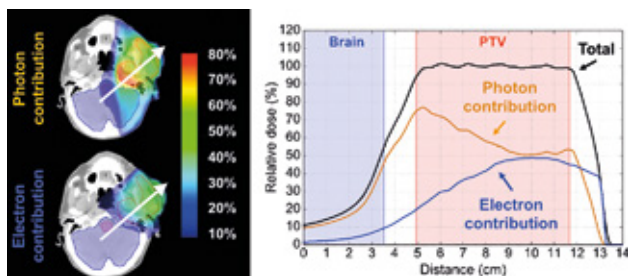 Photon
contribution
Electron
contribution
80%
70%
60%
50%
40%
30%
20%
10%
Relative dose (%)
120
110
100
90
80
70
60
50
40
30
20
10
0
Brain
PTV
Total
Photon
contribution
Electron
contribution
0 1 2 3 4 5 6 7 8 9 10 11 12 13 14
Distance (cm)